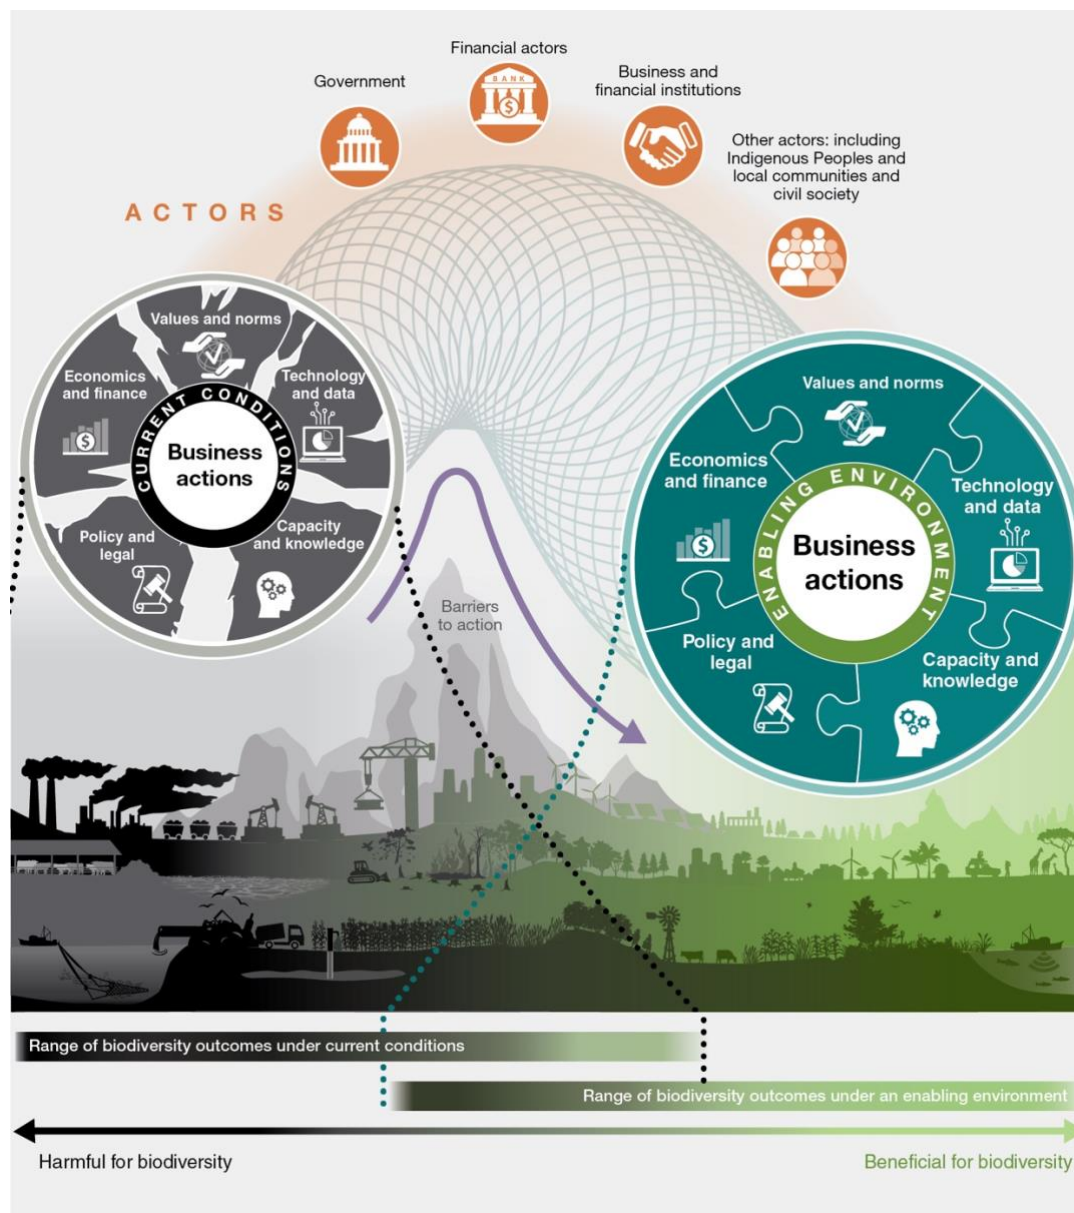 Financial actors
BANK
Government
Business and
financial institutions
Other actors: including
Indigenous Peoples and
local communities and
civil society
ACTORS
Values and norms
Economics
and finance
Technology
and data
CURRENT CONDITIONS
Business
actions
Policy and
legal
Capacity
and knowledge
Values and norms
Economics
and finance
Technology
and data
ENABLING ENVIRONMENT
Business
actions
Policy and
legal
Capacity and
knowledge
Barriers
to action
Range of biodiversity outcomes under current conditions
Range of biodiversity outcomes under an enabling environment
Harmful for biodiversity
Beneficial for biodiversity